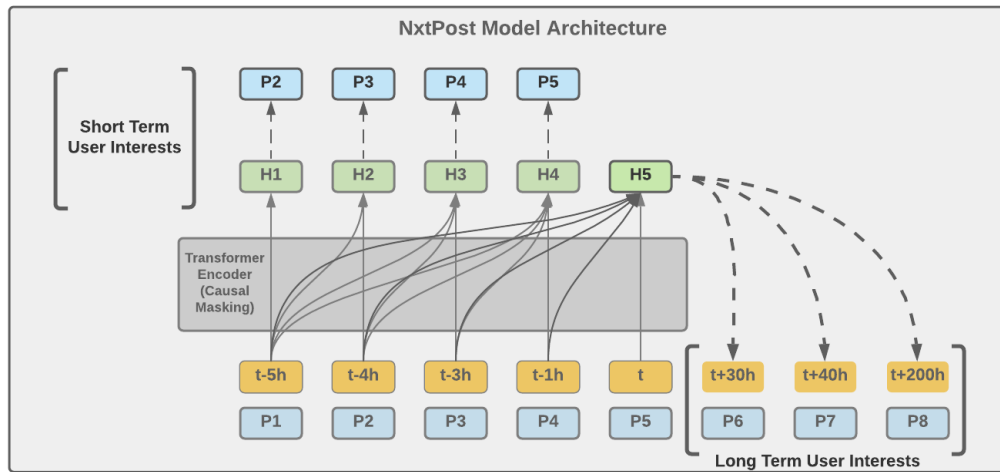 NxtPost Model Architecture
P2 P3 P4 P5
Short Term
User Interests
H1 H2 H3 H4 H5
Transformer
Encoder
(Causal
Masking)
t-5h t-4h t-3h t-1h t t+30h t+40h t+200h
P1 P2 P3 P4 P5 P6 P7 P8
Long Term User Interests